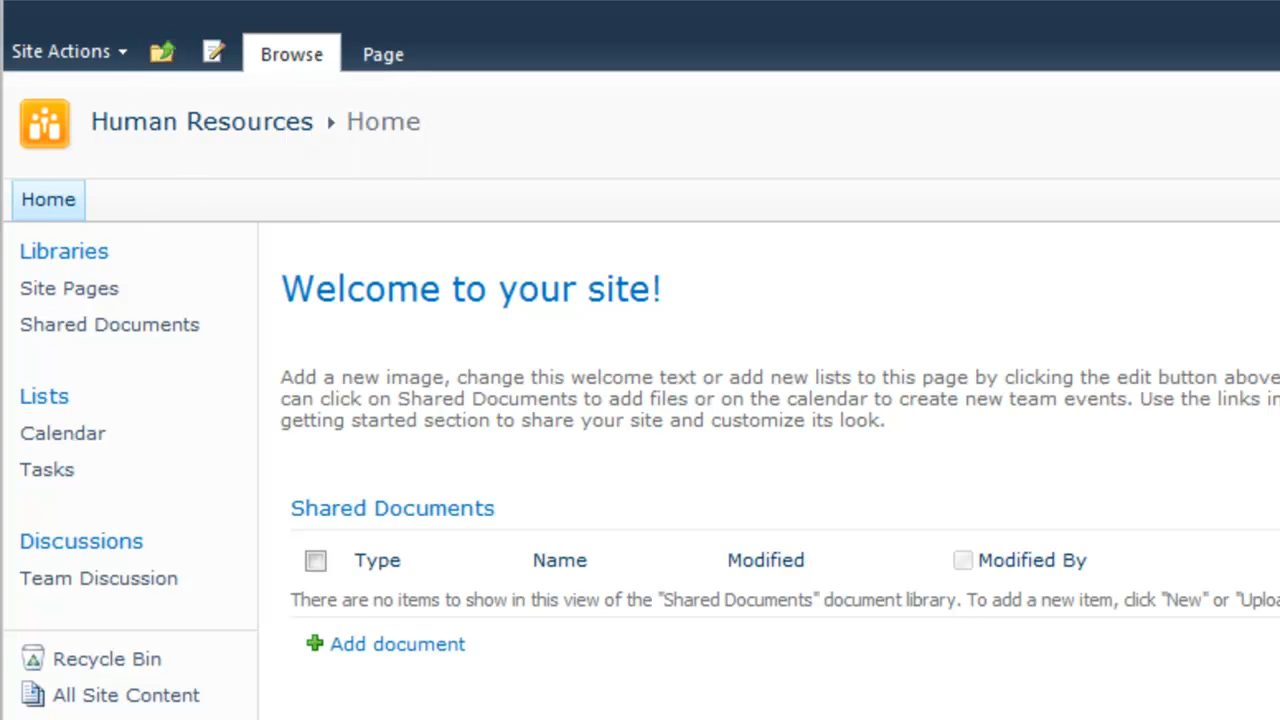 Site Actions
Browse
Page
Human Resources
Home
Home
Libraries
Site Pages
Shared Documents
Lists
Calendar
Tasks
Discussions
Team Discussion
Recycle Bin
All Site Content
Welcome to your site!
Add a new image, change this welcome text or add new lists to this page by clicking the edit button above
can click on Shared Documents to add files or on the calendar to create new team events. Use the links in
getting started section to share your site and customize its look.
Shared Documents
Type Name Modified Modified By
There are no items to show in this view of the "Shared Documents" document library. To add a new item, click "New" or "Uplo
Add document